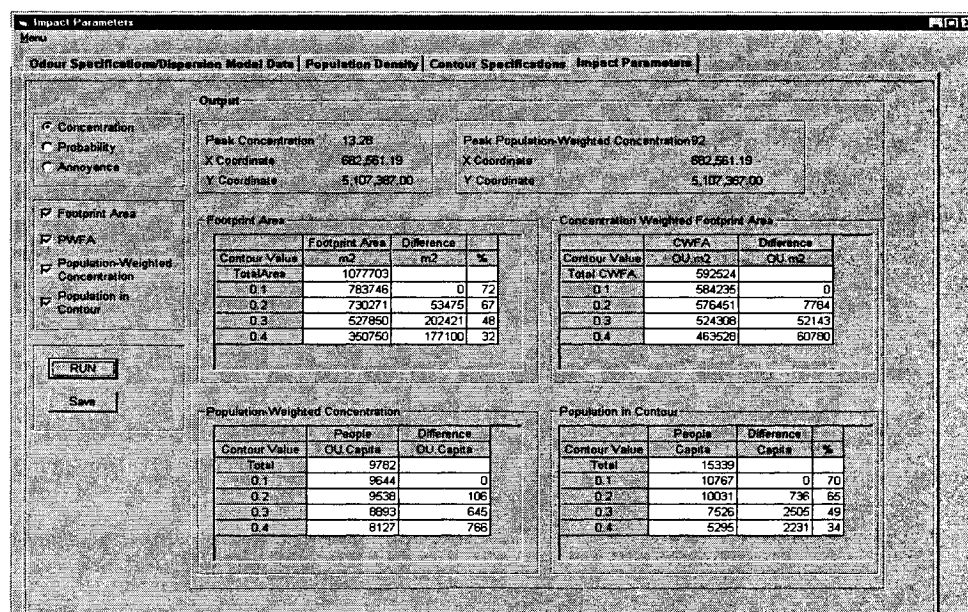 Impact Parameters
Menu
Odour Specifications/Dispersion Model Data Population Density Contour Specifications Impact Parameters
Output
Concentration
Probability
Annoyance
Peak Concentration 13.28
X Coordinate 682,561.19
Y Coordinate 5,107,387.00
Peak Population-Weighted Concentration 92
X Coordinate 682,561.19
Y Coordinate 5,107,367.00
Footprint Area
PWFA
Population-Weighted
Concentration
Population in
Contour
RUN
Save
Footprint Area
Footprint Area Difference
Contour Value m2 m2 %
TotalArea 1077703
0.1 783746 0 72
0.2 730271 53475 67
0.3 527850 202421 48
0.4 350750 177100 32
Concentration Weighted Footprint Area
CWFA Difference
Contour Value OU.m2 OU.m2
Total CWFA 592524
0.1 584235 0
0.2 576451 7784
0.3 524308 52143
0.4 463528 60780
Population-Weighted Concentration
People Difference
Contour Value OU.Capita OU.Capita
Total 9782
0.1 9644 0
0.2 9538 106
0.3 8893 645
0.4 8127 766
Population in Contour
People Difference
Contour Value Capita Capita %
Total 15339
0.1 10767 0 70
0.2 10031 736 65
0.3 7526 2505 49
0.4 5295 2231 34